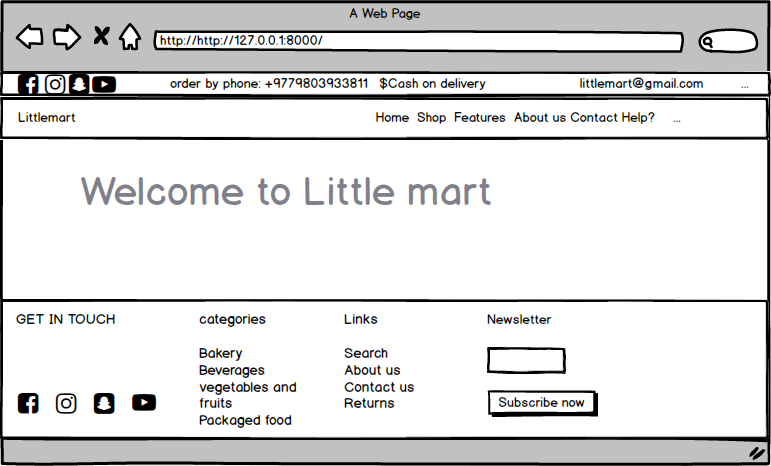 A Web Page
http://http://127.0.0.1:8000/
order by phone: +9779803933811 $Cash on delivery littlemart@gmail.com ...
Littlemart Home Shop Features About us Contact Help? ...
Welcome to Little mart
GET IN TOUCH
categories
Bakery
Beverages
vegetables and
fruits
Packaged food
Links
Search
About us
Contact us
Returns
Newsletter
Subscribe now